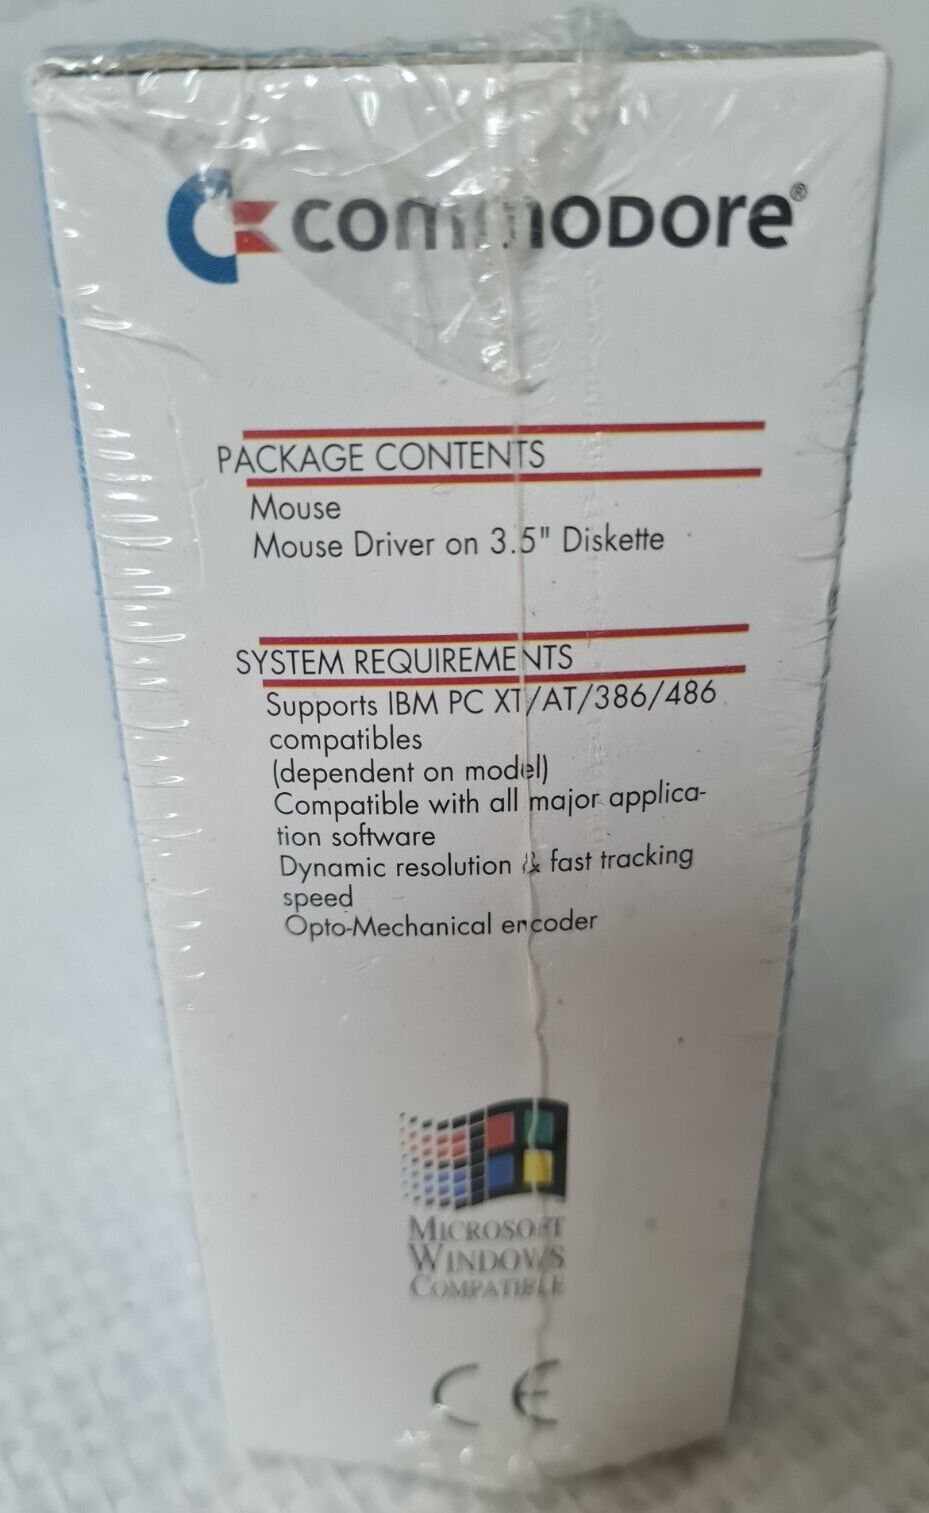 commodore®
PACKAGE CONTENTS
Mouse
Mouse Driver on 3.5" Diskette
SYSTEM REQUIREMENTS
Supports IBM PC XT/AT/386/486
compatibles
(dependent on model)
Compatible with all major applica-
tion software
Dynamic resolution & fast tracking
speed
Opto-Mechanical encoder
MICROSOFT
WINDOWS
COMPATIBLE
CE